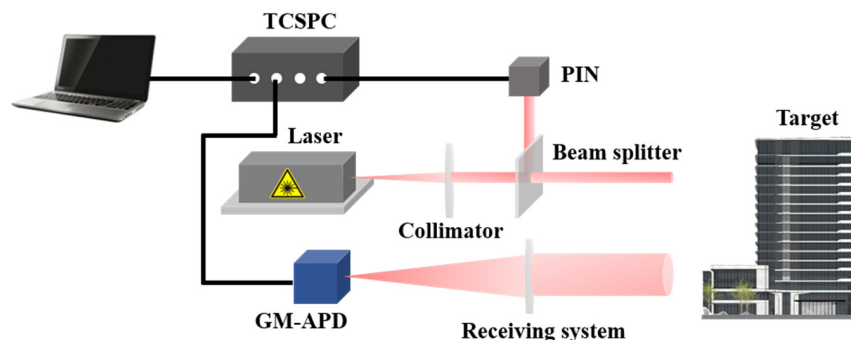 TCSPC
PIN
Target
Laser
Beam splitter
Collimator
GM-APD
Receiving system